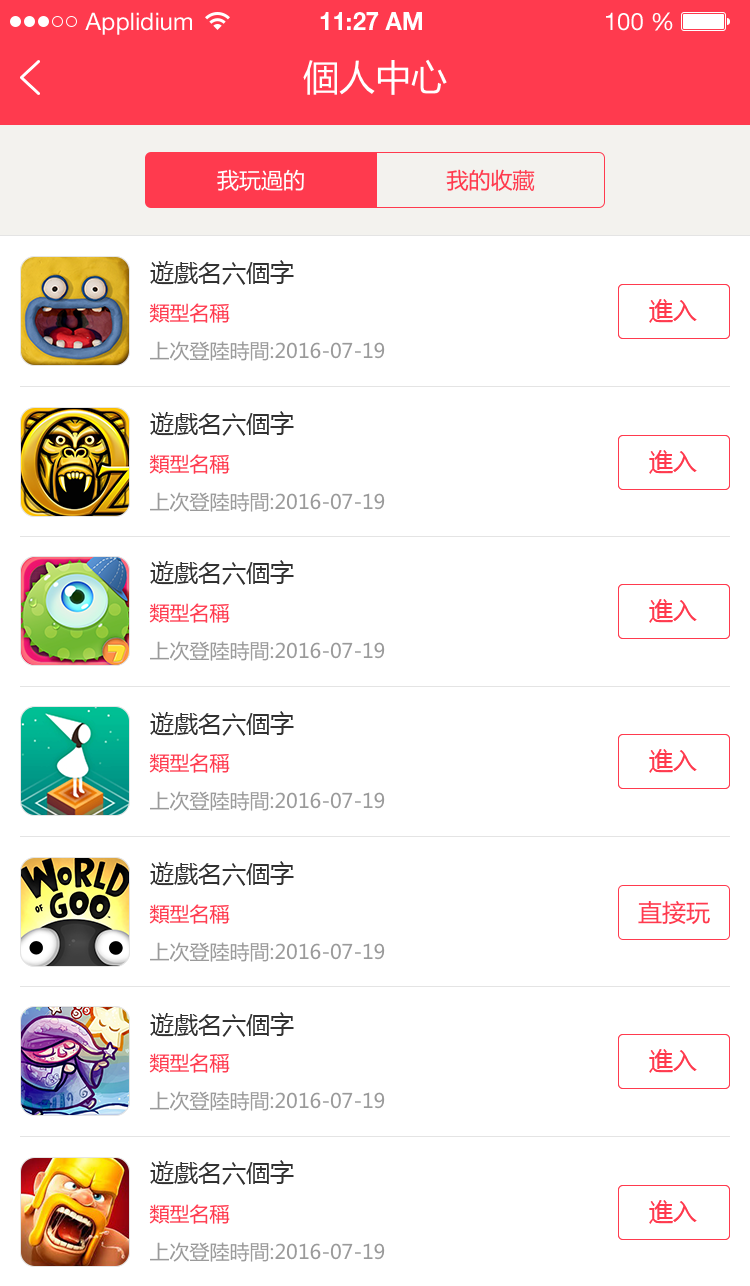 Applidium 11:27 AM 100 %
個人中心
我玩過的 我的收藏
遊戲名六個字
類型名稱
上次登陸時間:2016-07-19
進入
Oz
遊戲名六個字
類型名稱
上次登陸時間:2016-07-19
進入
7
遊戲名六個字
類型名稱
上次登陸時間:2016-07-19
進入
遊戲名六個字
類型名稱
上次登陸時間:2016-07-19
進入
WORLD
OF GOO
遊戲名六個字
類型名稱
上次登陸時間:2016-07-19
直接玩
遊戲名六個字
類型名稱
上次登陸時間:2016-07-19
進入
遊戲名六個字
類型名稱
上次登陸時間:2016-07-19
進入